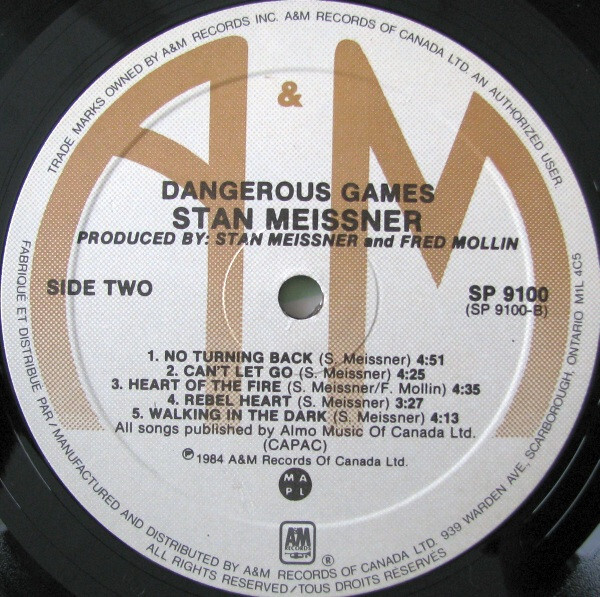 TRADE MARKS OWNED BY A&M RECORDS INC. A&M RECORDS OF CANADA LTD. AN AUTHORIZED USER.
A & M
DANGEROUS GAMES
STAN MEISSNER
PRODUCED BY: STAN MEISSNER and FRED MOLLIN
SIDE TWO
SP 9100
(SP 9100-B)
1. NO TURNING BACK (S. Meissner) 4:51
2. CAN'T LET GO (S. Meissner) 4:25
3. HEART OF THE FIRE (S. Meissner/F. Mollin) 4:35
4. REBEL HEART (S. Meissner) 3:27
5. WALKING IN THE DARK (S. Meissner) 4:13
All songs published by Almo Music Of Canada Ltd.
(CAPAC)
℗ 1984 A&M Records Of Canada Ltd.
M A
P L
A&M
RECORDS
®
FABRIQUE ET DISTRIBUE PAR/MANUFACTURED AND DISTRIBUTED BY A&M RECORDS OF CANADA LTD. 939 WARDEN AVE, SCARBOROUGH, ONTARIO M1L 4C5
ALL RIGHTS RESERVED/TOUS DROITS RÉSERVÉS